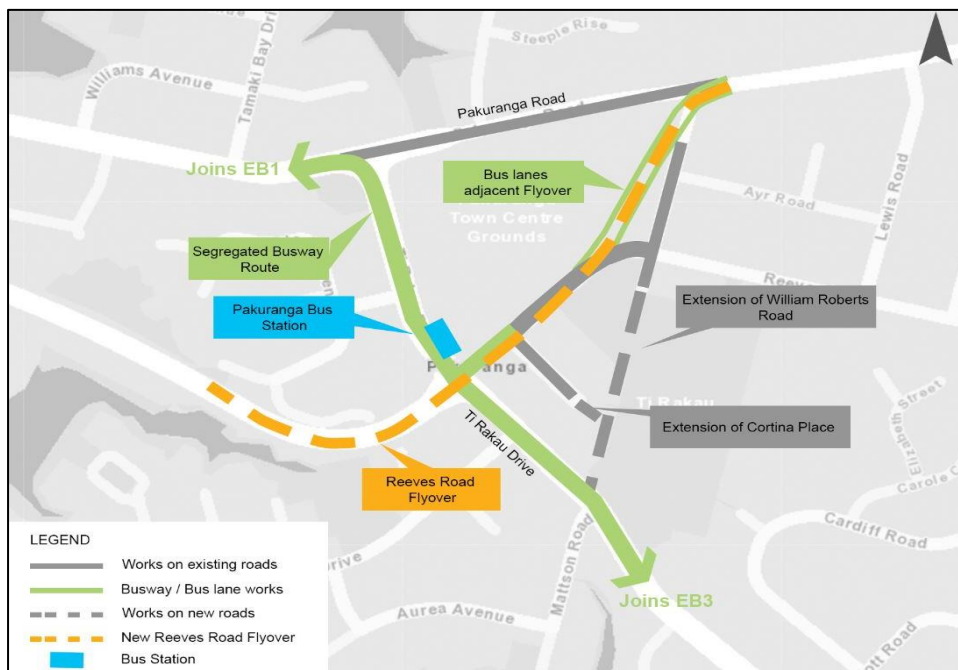 Steeple Rise
Williams Avenue
Tamaki Bay Driv
Pakuranga Road
Joins EB1
Bus lanes
adjacent Flyover
Ayr Road
Lewis Road
Town Centre
Grounds
Segregated Busway
Route
Extension of William Roberts
Road
Pakuranga Bus
Station
Ti Rakau
Elizabeth Street
Extension of Cortina Place
Ti Rakau Drive
Reeves Road
Flyover
Carole
Cardiff Road
LEGEND
Works on existing roads
Busway / Bus lane works
Works on new roads
New Reeves Road Flyover
Bus Station
Mattson Road
Aurea Avenue
Joins EB3
ott Road